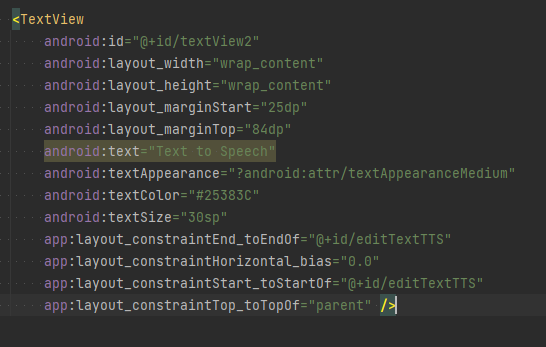 <TextView
android:id="@+id/textView2"
android:layout_width="wrap_content"
android:layout_height="wrap_content"
android:layout_marginStart="25dp"
android:layout_marginTop="84dp"
android:text="Text to Speech"
android:textAppearance="?android:attr/textAppearanceMedium"
android:textColor="#25383C"
android:textSize="30sp"
app:layout_constraintEnd_toEndOf="@+id/editTextTTS"
app:layout_constraintHorizontal_bias="0.0"
app:layout_constraintStart_toStartOf="@+id/editTextTTS"
app:layout_constraintTop_toTopOf="parent" />